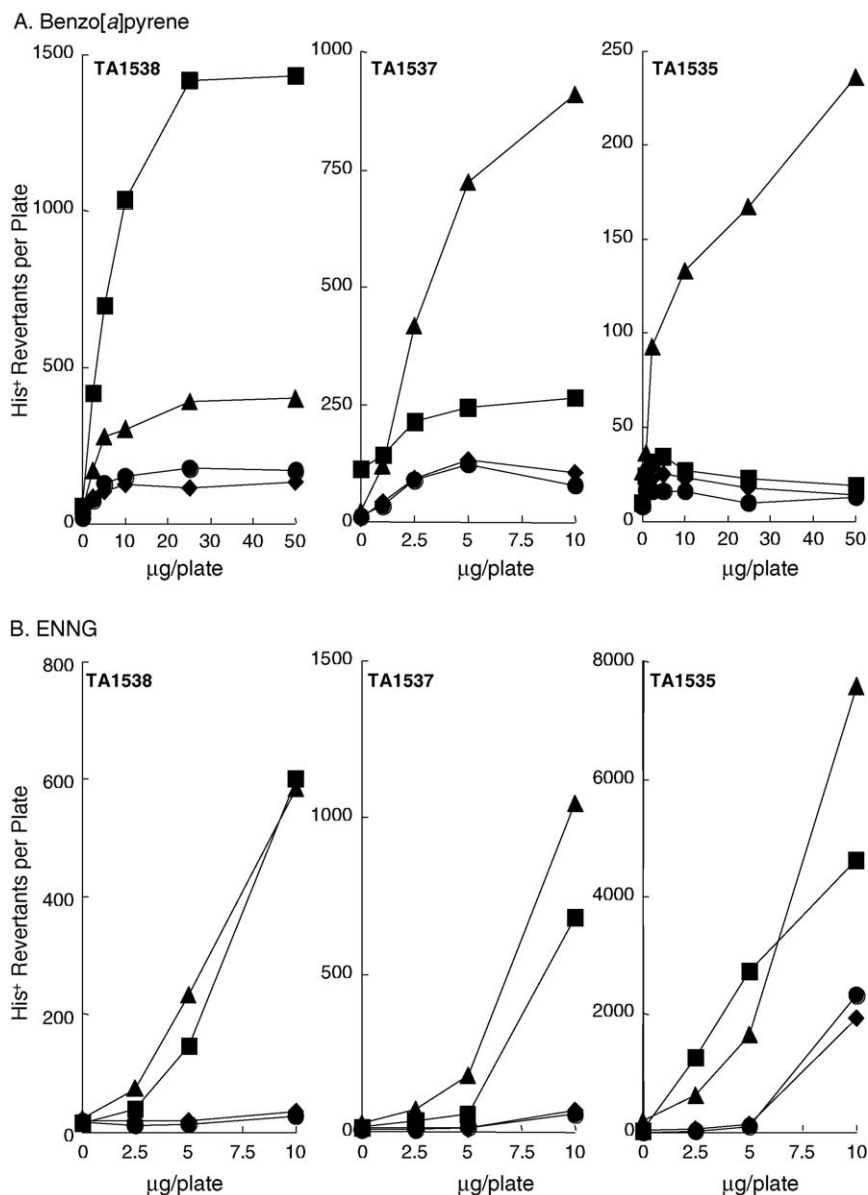 A. Benzo[a]pyrene
TA1538
TA1537
TA1535
His⁺ Revertants per Plate
1500
1000
500
0
0 10 20 30 40 50
µg/plate
1000
750
500
250
0
0 2.5 5 7.5 10
µg/plate
250
200
150
100
50
0
0 10 20 30 40 50
µg/plate
B. ENNG
TA1538
TA1537
TA1535
His⁺ Revertants per Plate
800
600
400
200
0
0 2.5 5 7.5 10
µg/plate
1500
1000
500
0
0 2.5 5 7.5 10
µg/plate
8000
6000
4000
2000
0
0 2.5 5 7.5 10
µg/plate